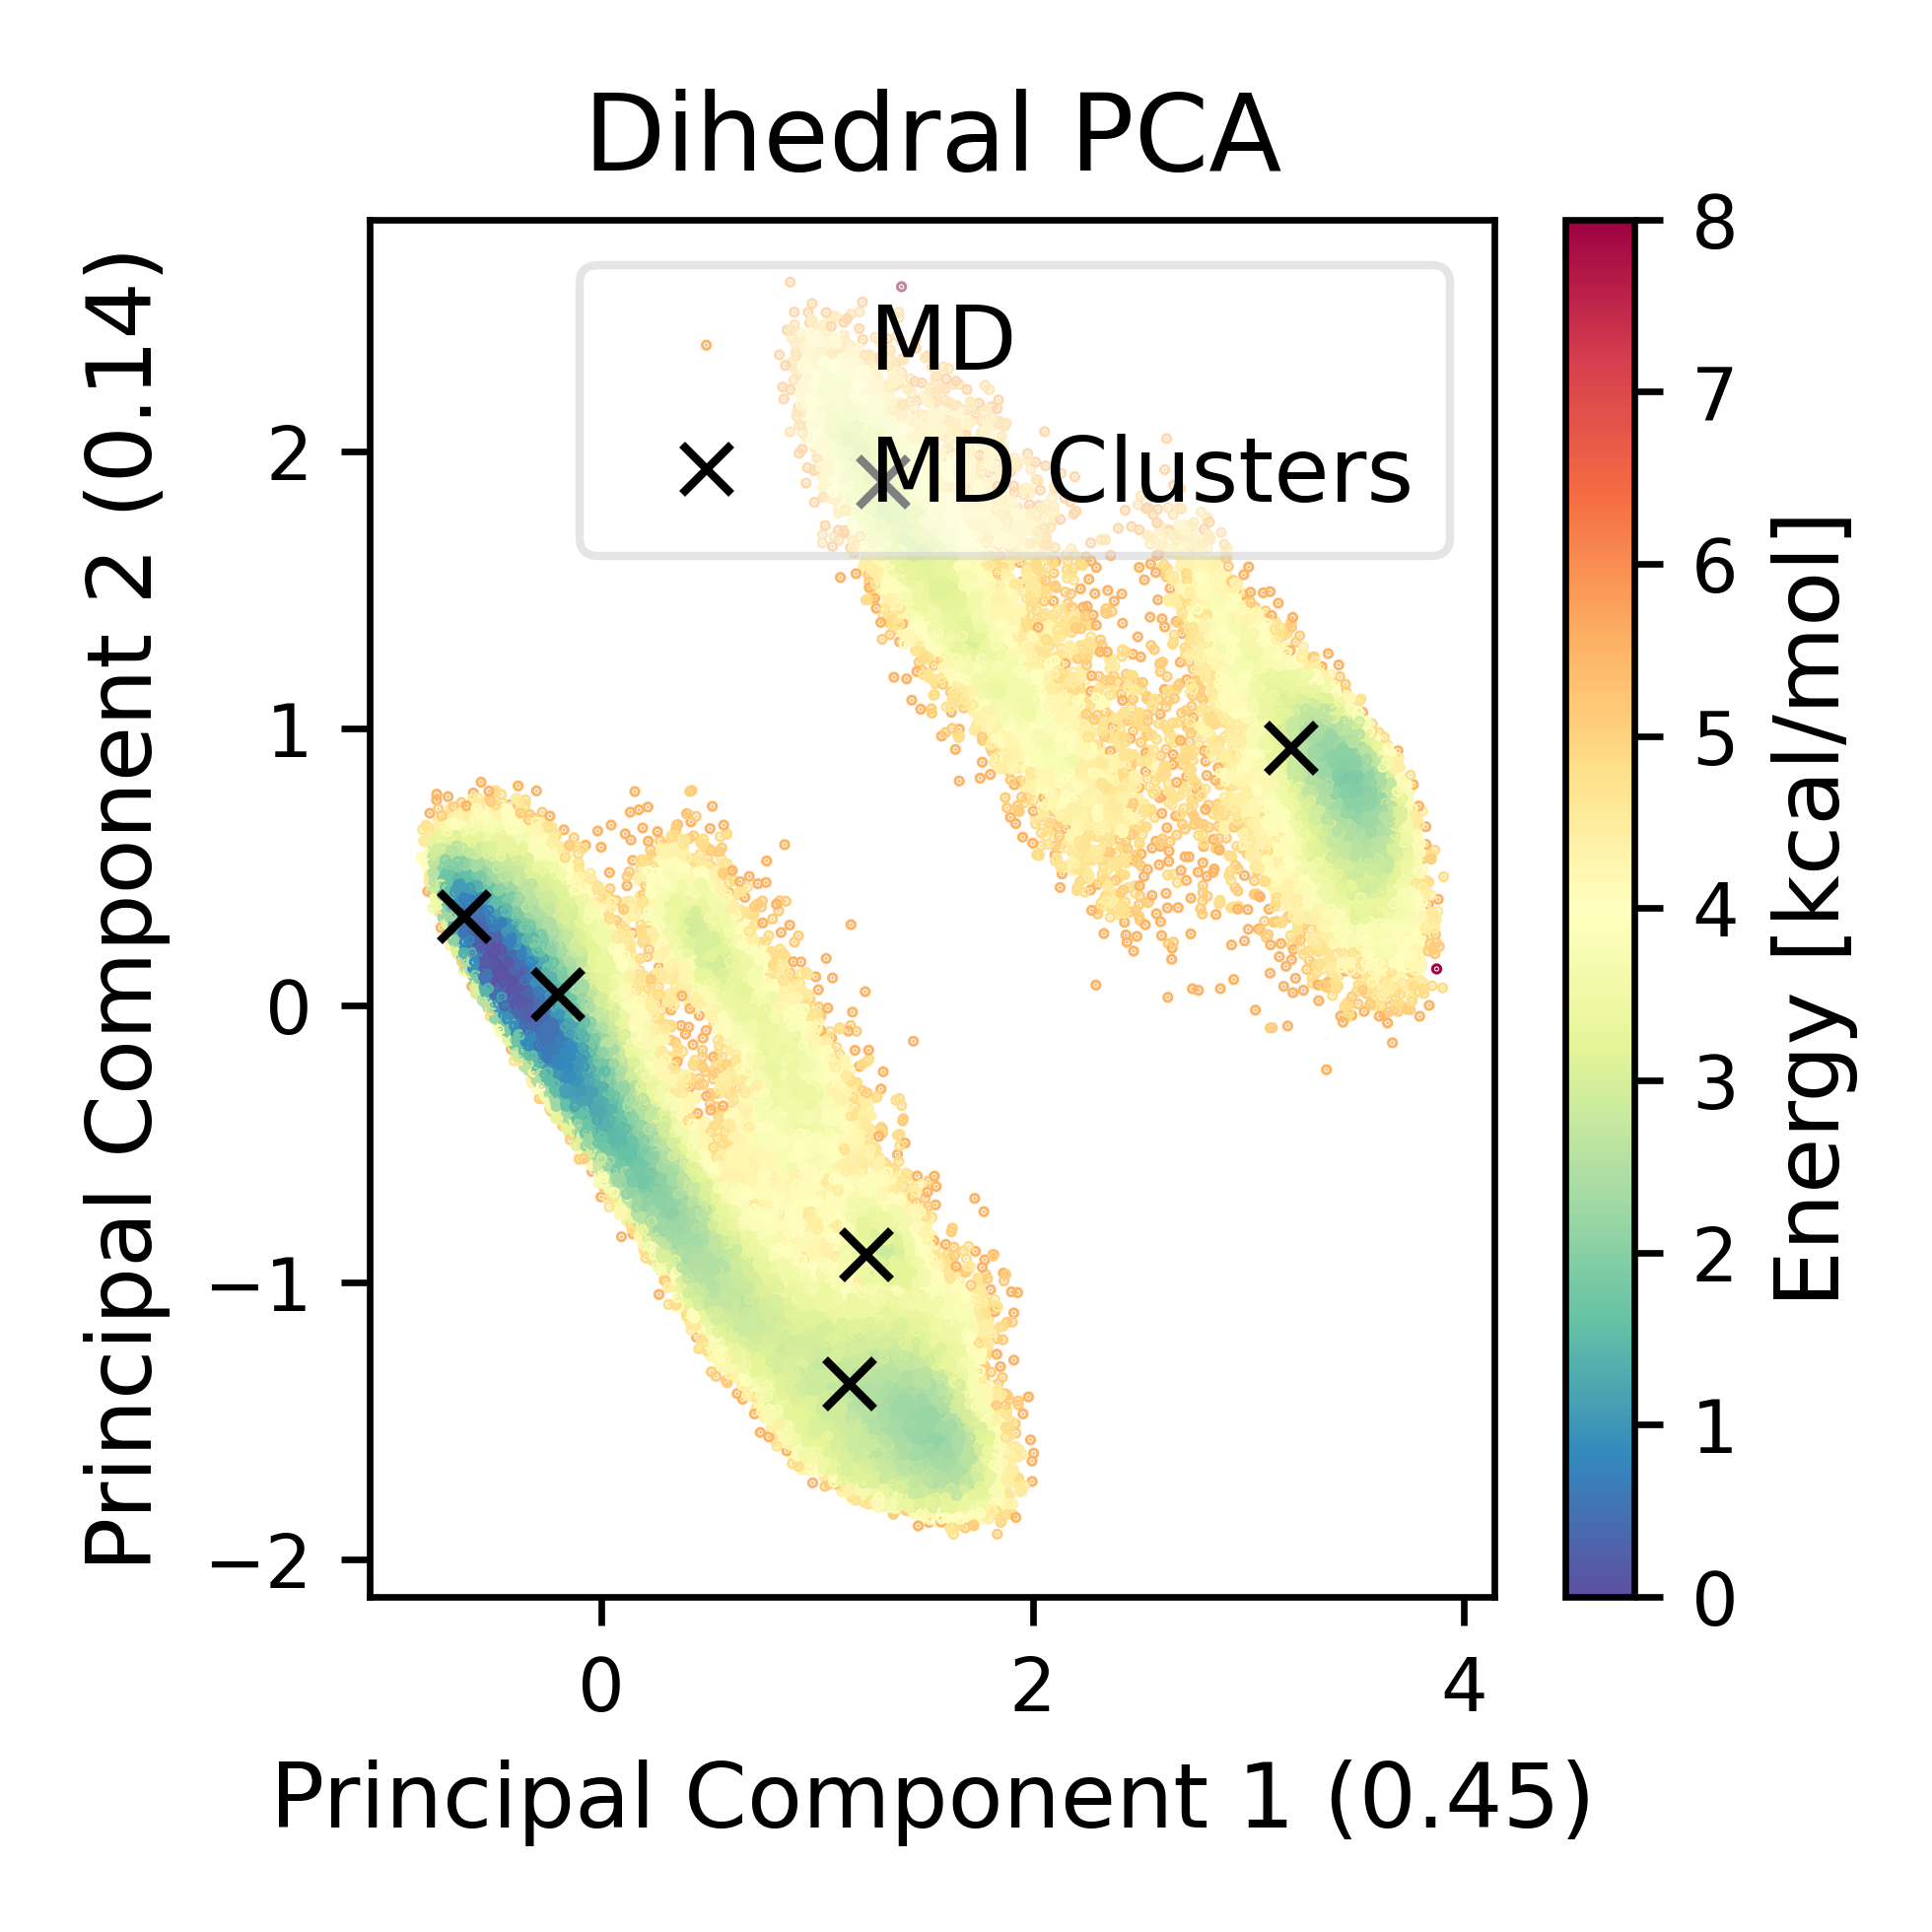 Dihedral PCA
MD
MD Clusters
Principal Component 2 (0.14)
2
1
0
−1
−2
0
2
4
Principal Component 1 (0.45)
8
7
6
5
4
3
2
1
0
Energy [kcal/mol]